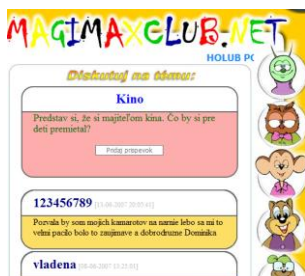 MAGIMAXCLUB.NET
HOLUB PO
Diskutuj na tému:
Kino
Predstav si, že si majiteľom kina. Čo by si pre
deti premietal?
Pridaj príspevok
123456789
Pozvala by som mojich kamarotov na narnie lebo sa mi to
velmi pacilo bolo to zaujimave a dobrodruzne Dominika
vladena